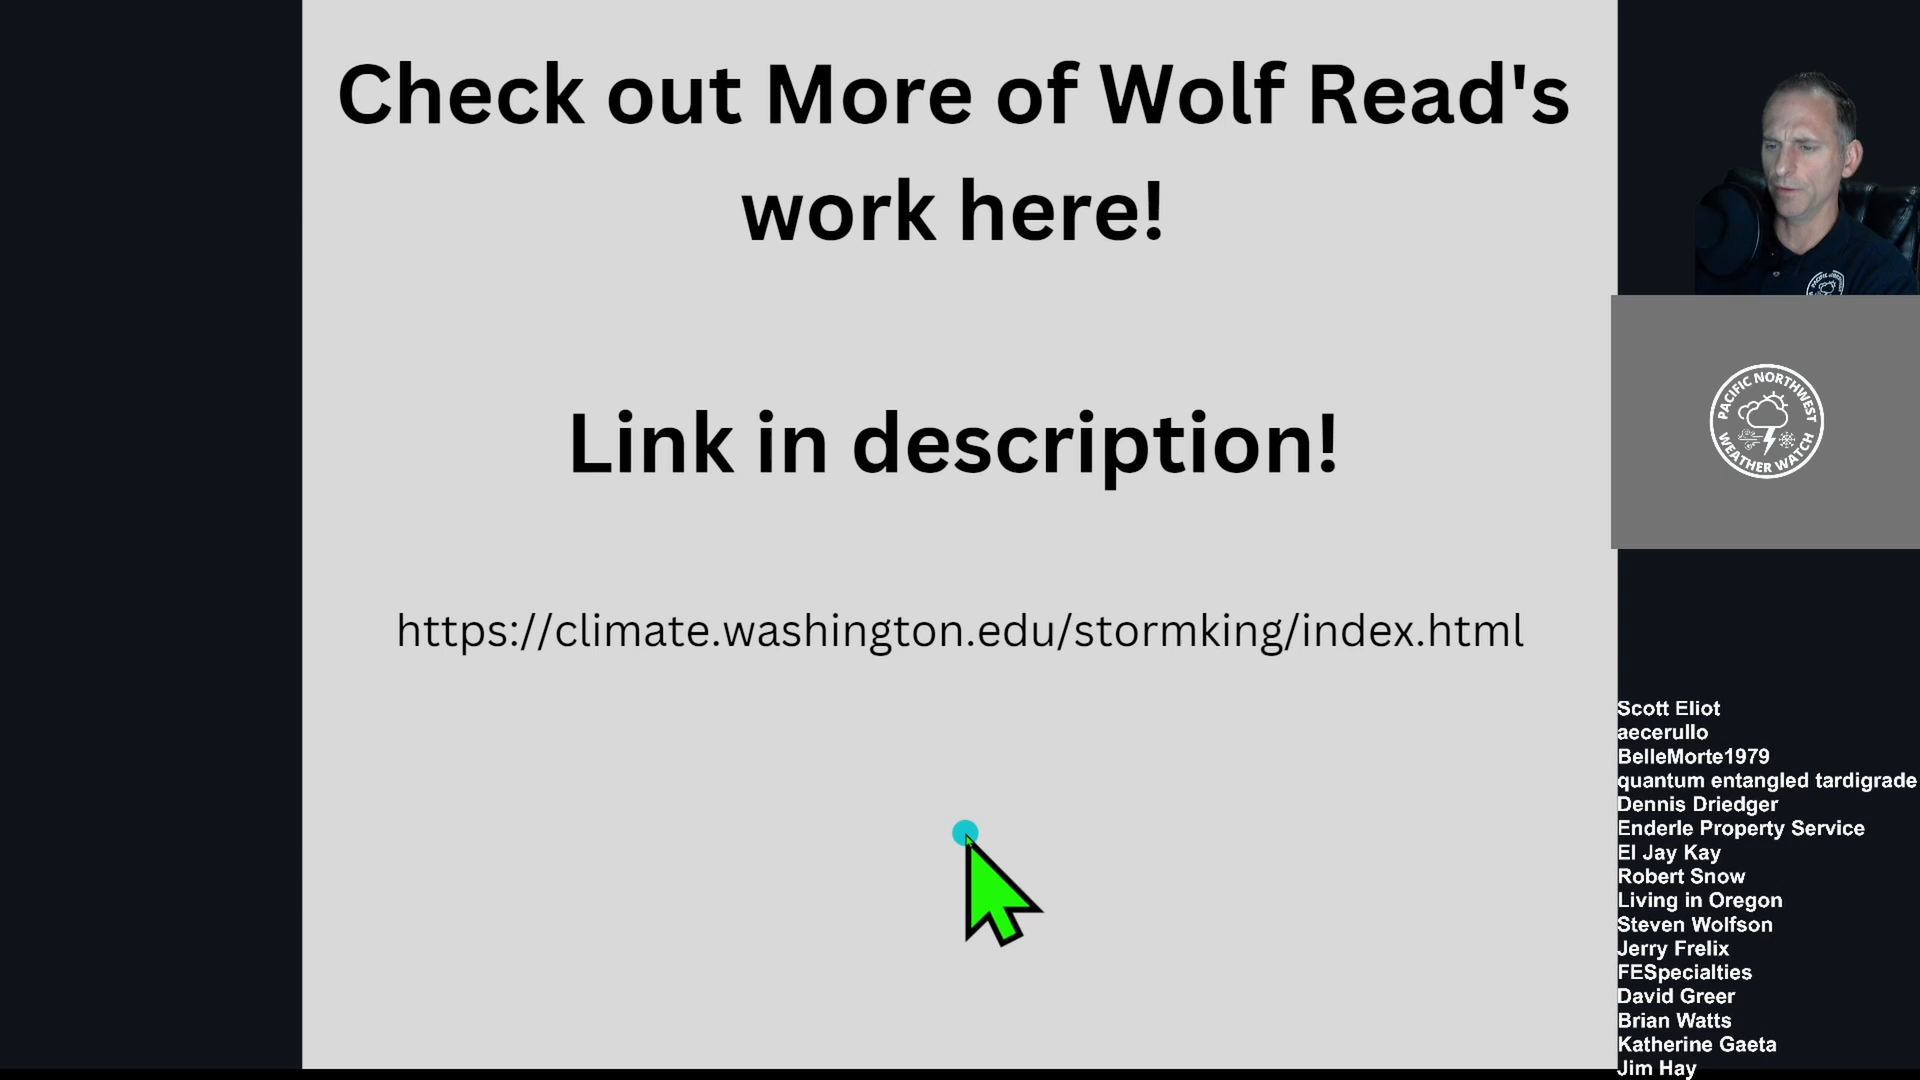 Check out More of Wolf Read's
work here!
Link in description!
https://climate.washington.edu/stormking/index.html
PACIFIC NORTHWEST
WEATHER WATCH
Scott Eliot
aecerullo
BelleMorte1979
quantum entangled tardigrade
Dennis Driedger
Enderle Property Service
El Jay Kay
Robert Snow
Living in Oregon
Steven Wolfson
Jerry Frelix
FESpecialties
David Greer
Brian Watts
Katherine Gaeta
Jim Hay